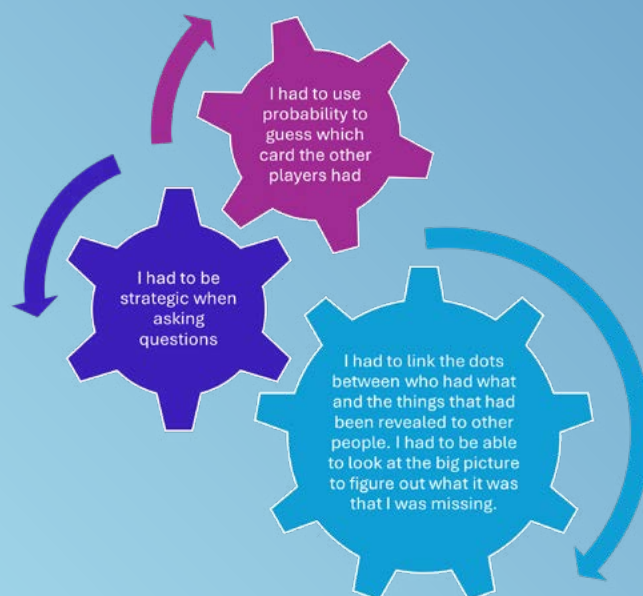 I had to use
probability to
guess which
card the other
players had
I had to be
strategic when
asking
questions
I had to link the dots
between who had what
and the things that had
been revealed to other
people. I had to be able
to look at the big picture
to figure out what it was
that I was missing.